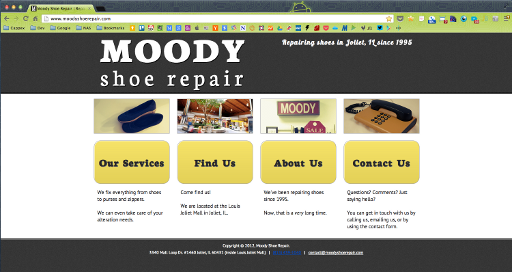 Moody Shoe Repair
www.moodyshoerepair.com
Dev
Google
Bookmarks
MOODY
shoe repair
Repairing shoes in Joliet, IL since 1995
MOODY
SALE
Our Services
Find Us
About Us
Contact Us
We fix everything from shoes
to purses and zippers.
We can even take care of your
alteration needs.
Come find us!
We are located at the Louis
Joliet Mall in Joliet, IL.
We've been repairing shoes
since 1995.
Now, that is a very long time.
Questions? Comments? Just
saying hello?
You can get in touch with us by
calling us, emailing us, or by
using the contact form.
Copyright © 2012, Moody Shoe Repair
3340 Mall Loop Dr. #1448 Joliet, IL 60431 (Inside Louis Joliet Mall) | | contact@moodyshoerepair.com